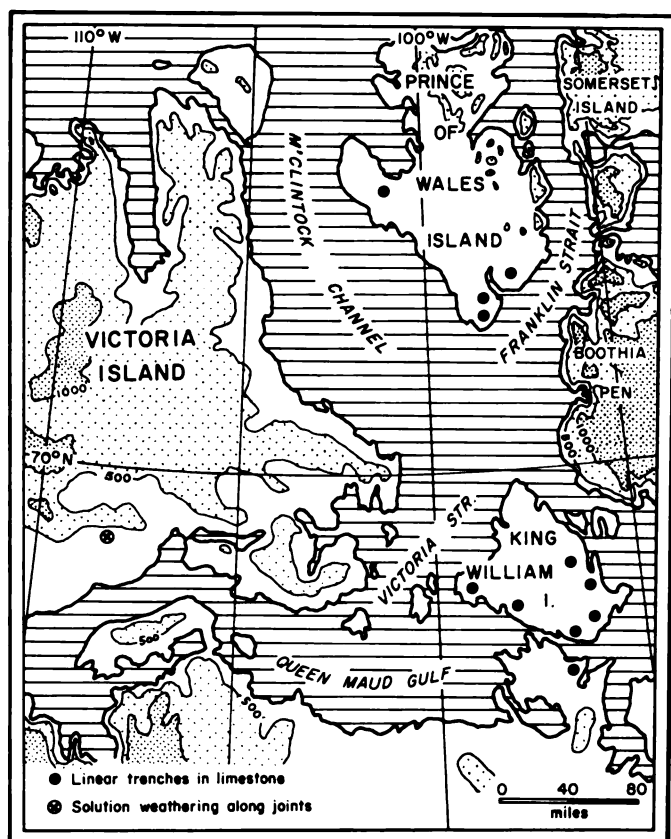 110° W
100° W
PRINCE
OF
WALES
ISLAND
SOMERSET
ISLAND
M'CLINTOCK
CHANNEL
FRANKLIN STRAIT
VICTORIA
ISLAND
1000
BOOTHIA
PEN
500
1000
70° N
500
VICTORIA STR.
KING
WILLIAM
I.
500
500
QUEEN MAUD GULF
Linear trenches in limestone
Solution weathering along joints
0 40 80
miles